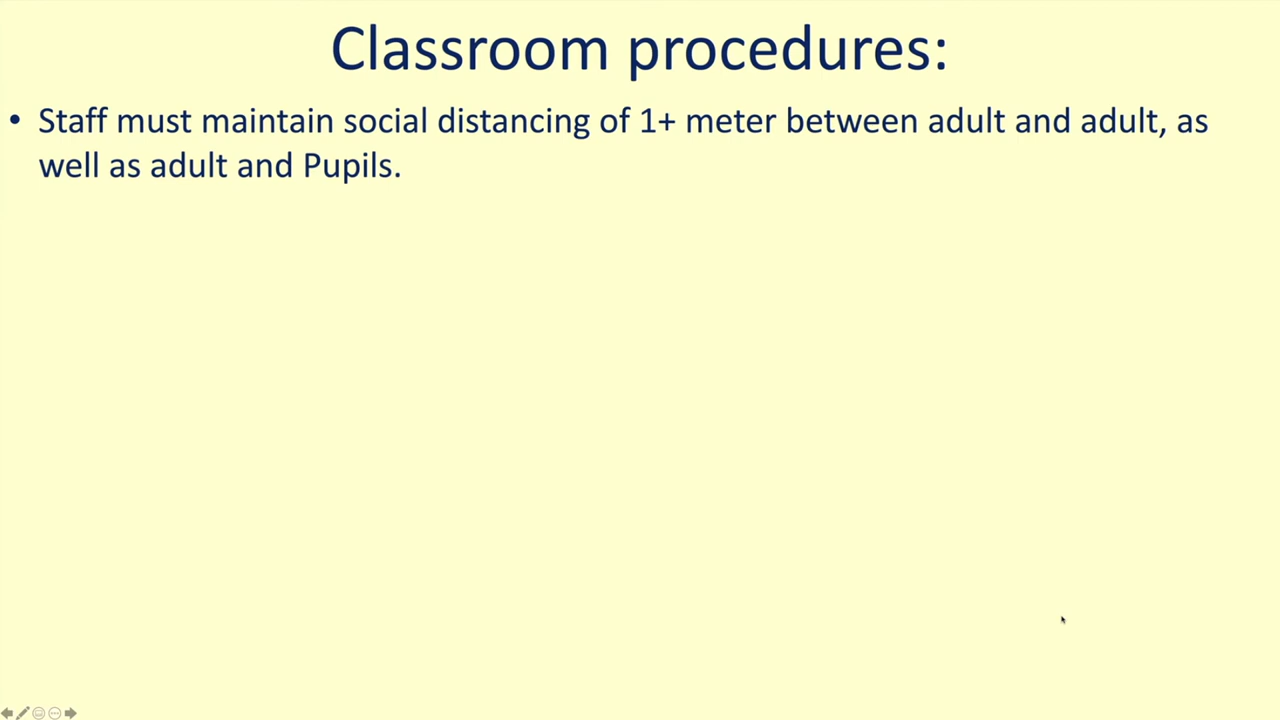 Classroom procedures:
• Staff must maintain social distancing of 1+ meter between adult and adult, as
well as adult and Pupils.